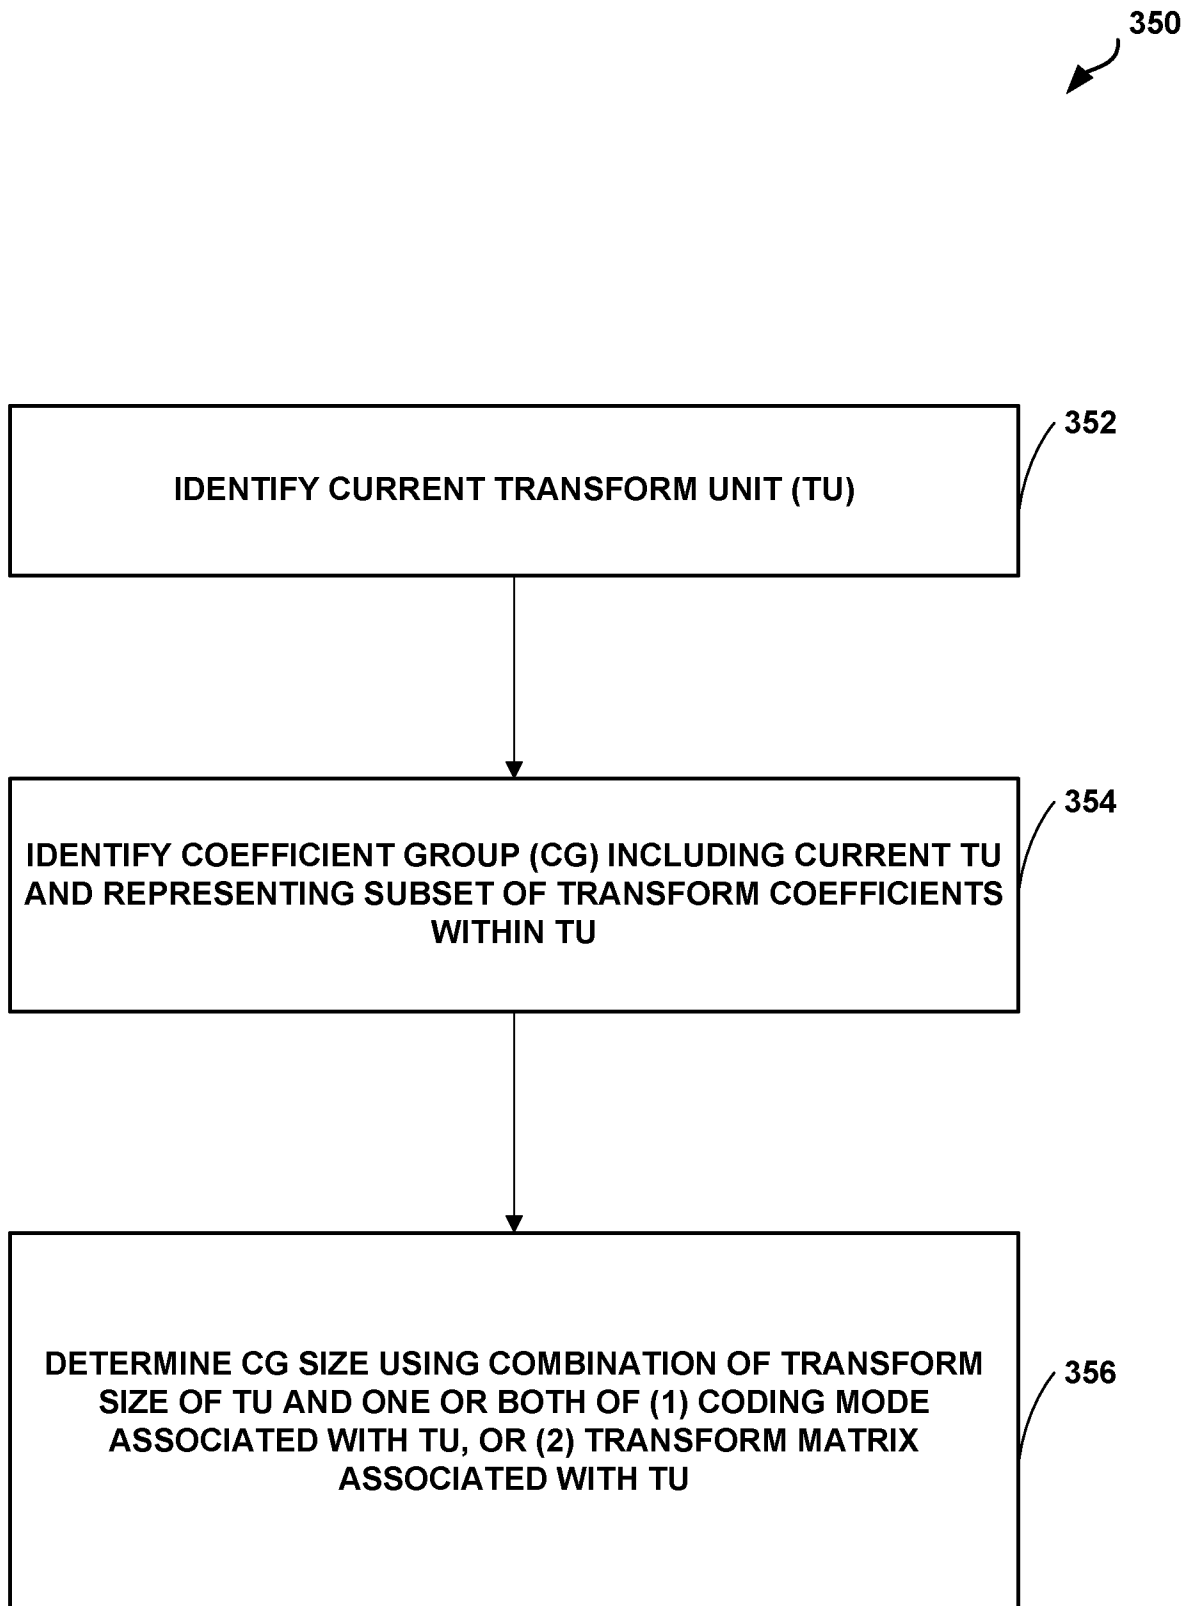 350
352
IDENTIFY CURRENT TRANSFORM UNIT (TU)
354
IDENTIFY COEFFICIENT GROUP (CG) INCLUDING CURRENT TU
AND REPRESENTING SUBSET OF TRANSFORM COEFFICIENTS
WITHIN TU
DETERMINE CG SIZE USING COMBINATION OF TRANSFORM
356
SIZE OF TU AND ONE OR BOTH OF (1) CODING MODE
ASSOCIATED WITH TU, OR (2) TRANSFORM MATRIX
ASSOCIATED WITH TU